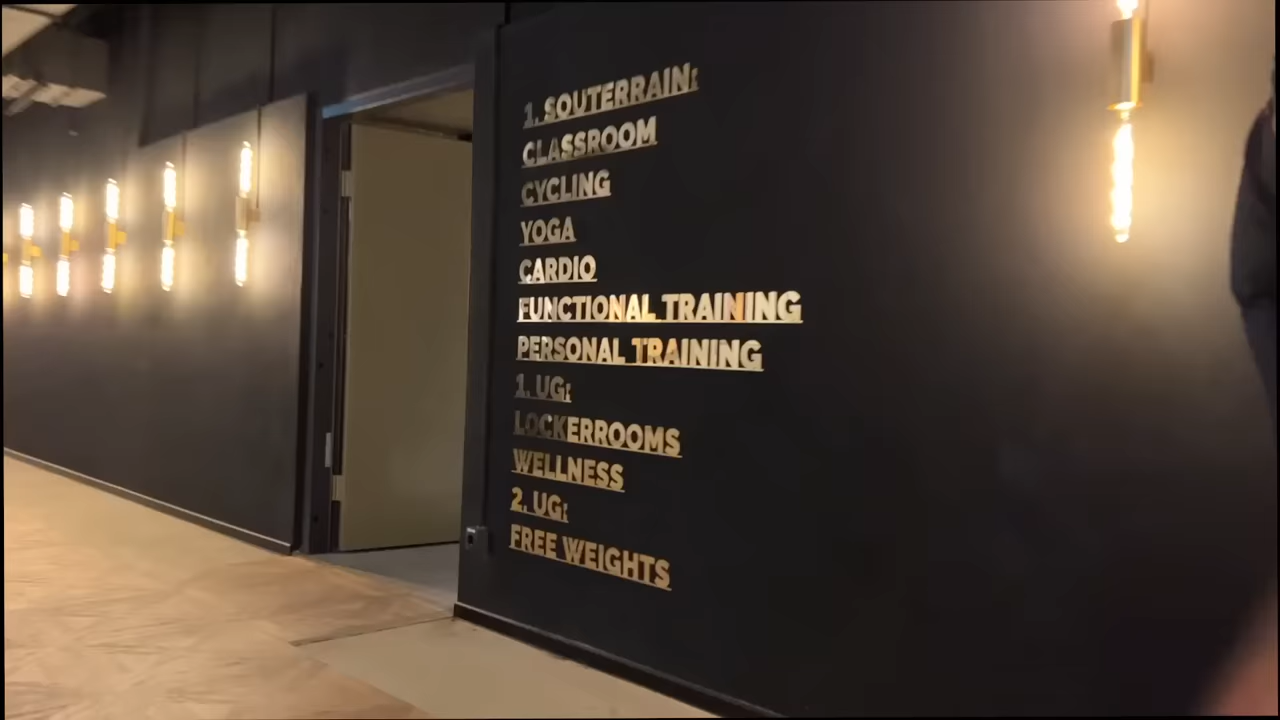 1. SOUTERRAIN:
CLASSROOM
CYCLING
YOGA
CARDIO
FUNCTIONAL TRAINING
PERSONAL TRAINING
1. UG:
LOCKERROOMS
WELLNESS
2. UG:
FREE WEIGHTS